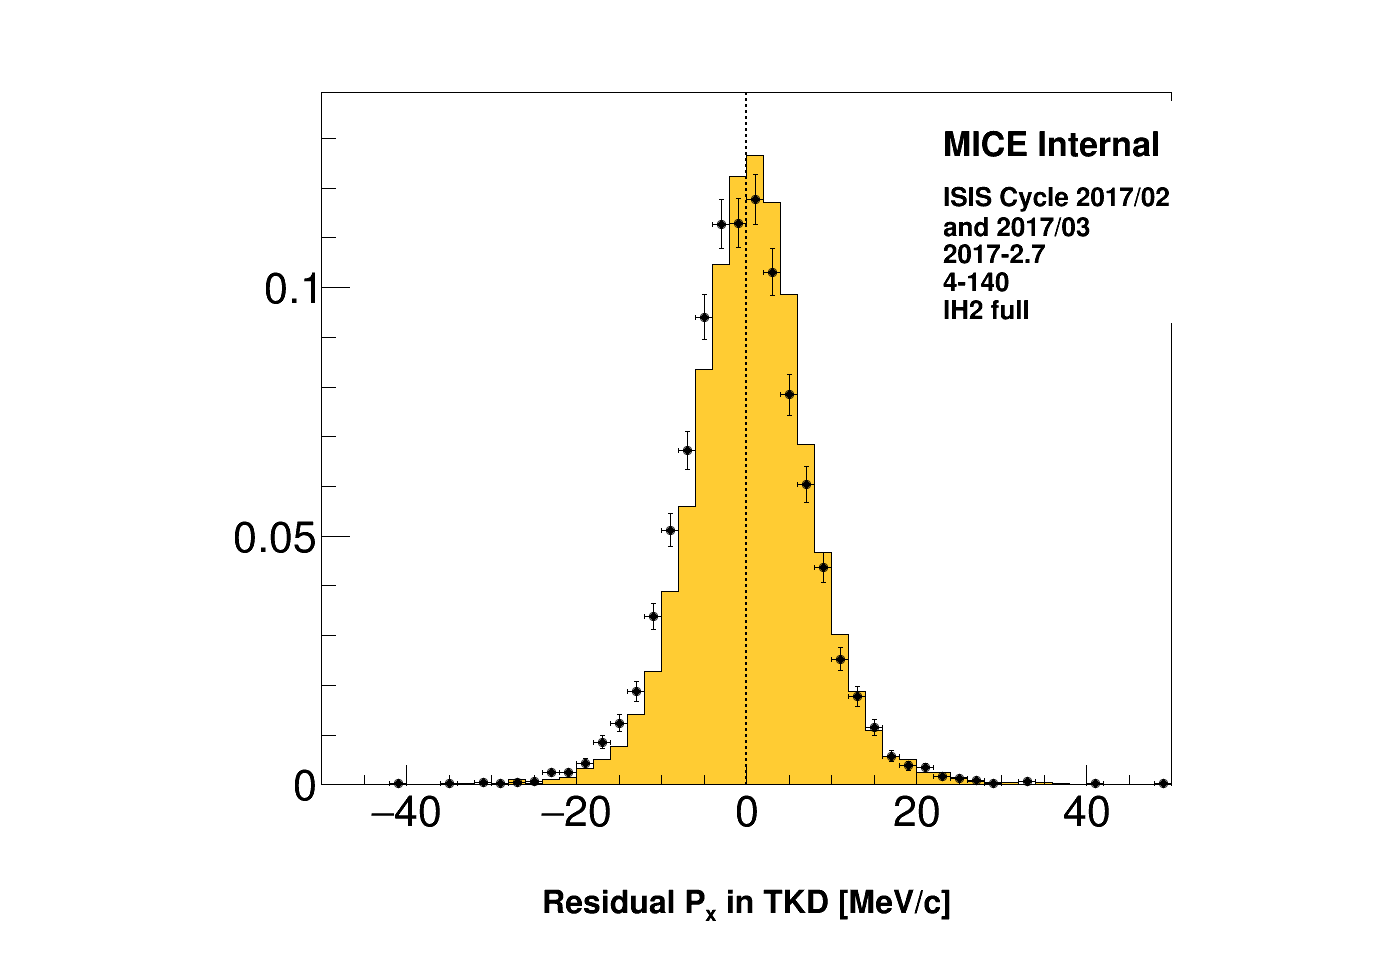 MICE Internal
ISIS Cycle 2017/02
and 2017/03
2017-2.7
4-140
lH2 full
0.1
0.05
0
−40 −20 0 20 40
Residual Px in TKD [MeV/c]